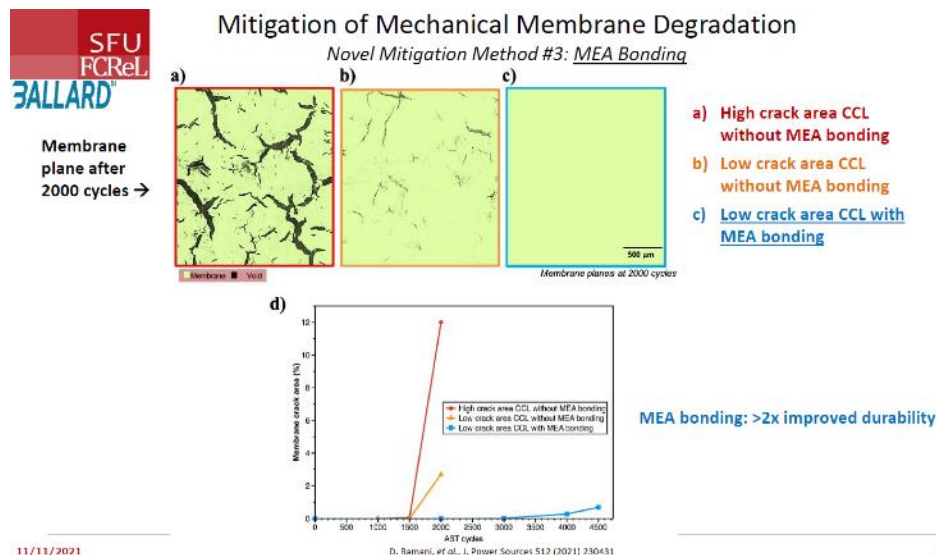 SFU
FCReL
BALLARD
Mitigation of Mechanical Membrane Degradation
Novel Mitigation Method #3: MEA Bonding
Membrane
plane after
2000 cycles →
a)
b)
c)
500 µm
Membrane Void
Membrane planes at 2000 cycles
a) High crack area CCL
without MEA bonding
b) Low crack area CCL
without MEA bonding
c) Low crack area CCL with
MEA bonding
d)
Membrane crack area (%)
12
10
8
6
4
2
0
High crack area CCL without MEA bonding
Low crack area CCL without MEA bonding
Low crack area CCL with MEA bonding
0 500 1000 1500 2000 2500 3000 3500 4000 4500
AST cycles
MEA bonding: >2x improved durability
11/11/2021
D. Ramani, et al., J. Power Sources 512 (2021) 230431